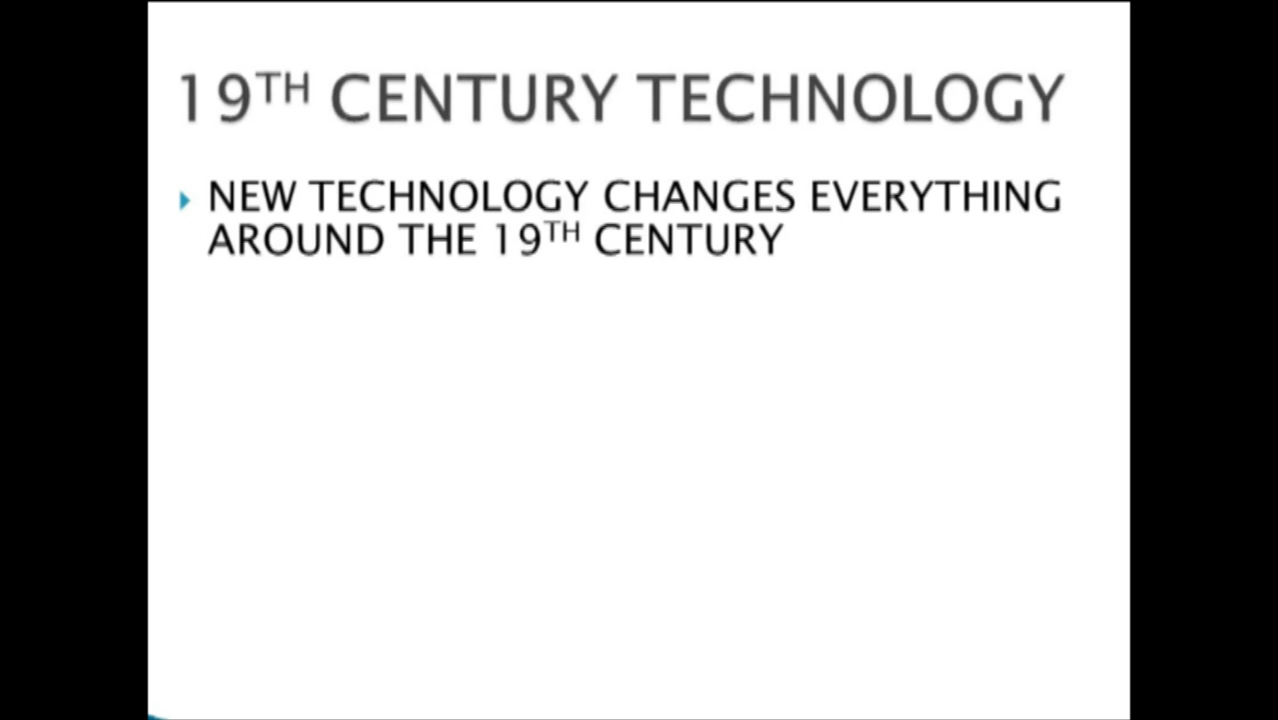 19TH CENTURY TECHNOLOGY
NEW TECHNOLOGY CHANGES EVERYTHING
AROUND THE 19TH CENTURY